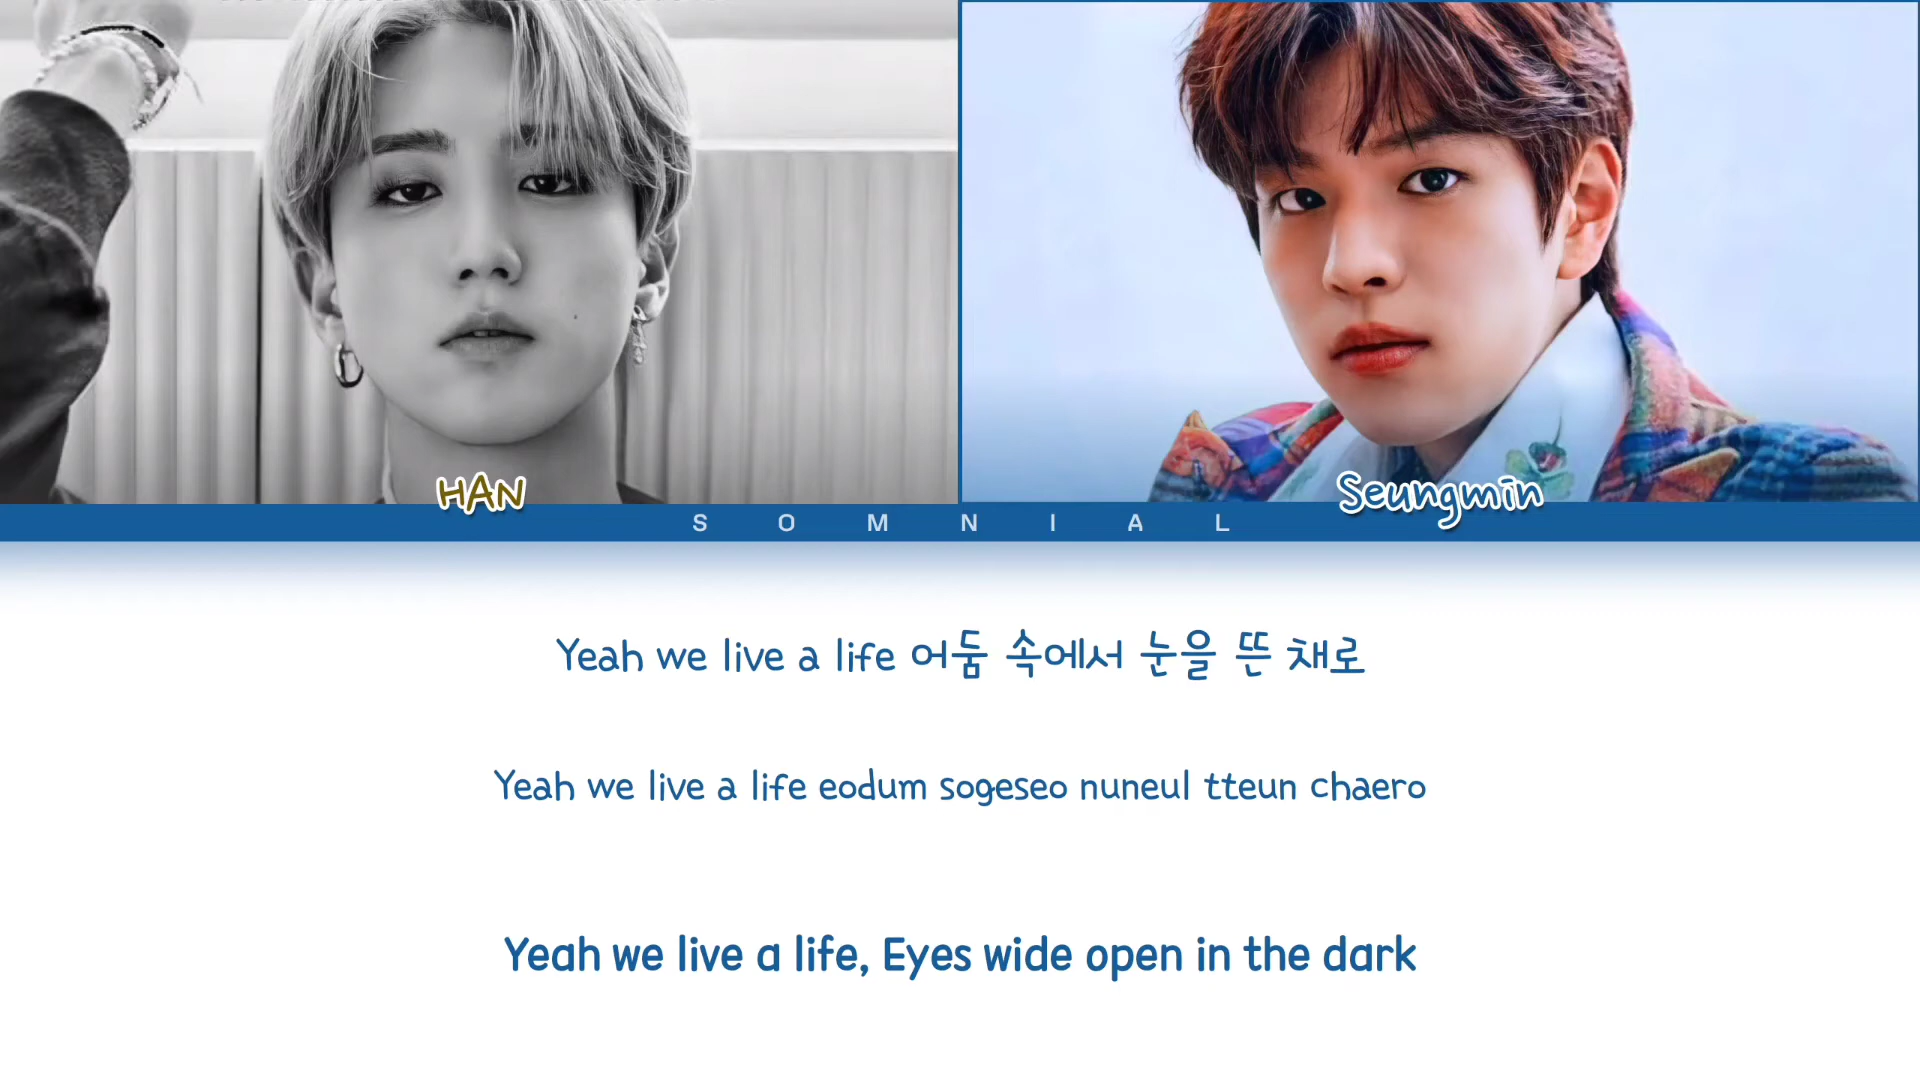 HAN
Seungmin
SOMNIAL
Yeah we live a life 어둠 속에서 눈을 뜬 채로
Yeah we live a life eodum sogeseo nuneul tteun chaero
Yeah we live a life, Eyes wide open in the dark